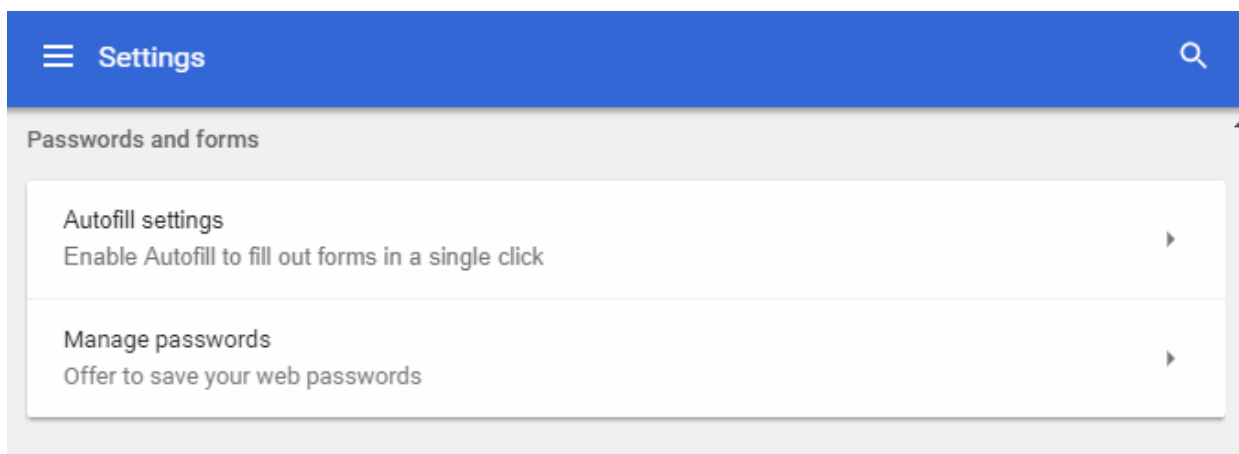 Settings
Passwords and forms
Autofill settings
Enable Autofill to fill out forms in a single click
Manage passwords
Offer to save your web passwords